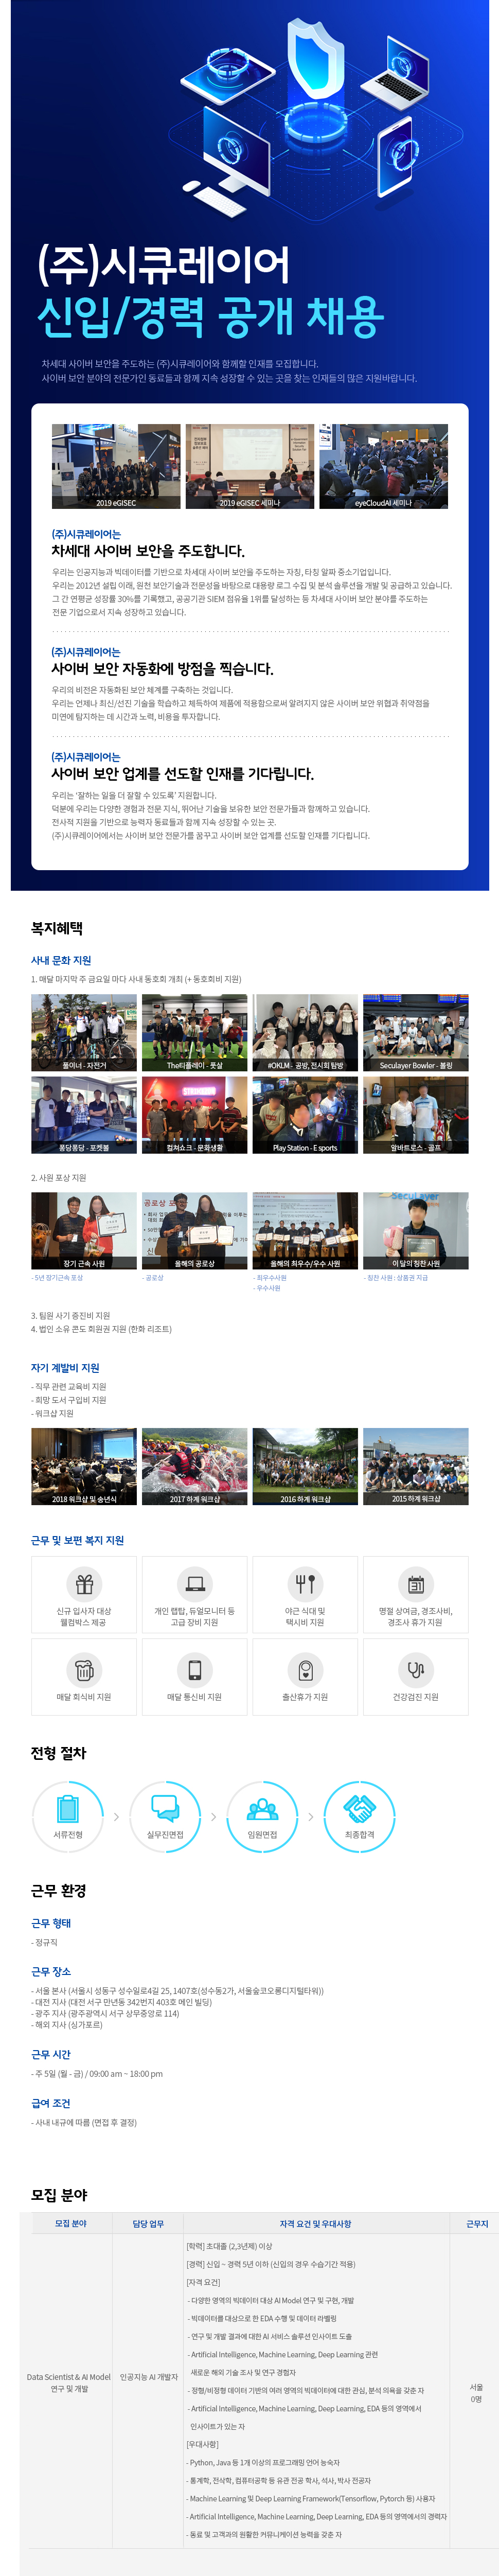 (주)시큐레이어
신입/경력 공개 채용
차세대 사이버 보안을 주도하는 (주)시큐레이어와 함께할 인재를 모집합니다.
사이버 보안 분야의 전문가인 동료들과 함께 지속 성장할 수 있는 곳을 찾는 인재들의 많은 지원바랍니다.
2019 eGISEC
2019 eGISEC 세미나
eyeCloudAI 세미나
(주)시큐레이어는
차세대 사이버 보안을 주도합니다.
우리는 인공지능과 빅데이터를 기반으로 차세대 사이버 보안을 주도하는 자칭, 타칭 알짜 중소기업입니다.
우리은 2012년 설립 이래, 원천 보안기술과 전문성을 바탕으로 대용량 로그 수집 및 분석 솔루션을 개발 및 공급하고 있습니다.
그 간 연평균 성장률 30%를 기록했고, 공공기관 SIEM 점유율 1위를 달성하는 등 차세대 사이버 보안 분야를 주도하는
전문 기업으로서 지속 성장하고 있습니다.
(주)시큐레이어는
사이버 보안 자동화에 방점을 찍습니다.
우리의 비전은 자동화된 보안 체계를 구축하는 것입니다.
우리는 언제나 최신/선진 기술을 학습하고 체득하여 제품에 적용함으로써 알려지지 않은 사이버 보안 위협과 취약점을
미연에 탐지하는 데 시간과 노력, 비용을 투자합니다.
(주)시큐레이어는
사이버 보안 업계를 선도할 인재를 기다립니다.
우리는 '잘하는 일을 더 잘할 수 있도록' 지원합니다.
덕분에 우리는 다양한 경험과 전문 지식, 뛰어난 기술을 보유한 보안 전문가들과 함께하고 있습니다.
전사적 지원을 기반으로 능력자 동료들과 함께 지속 성장할 수 있는 곳.
(주)시큐레이어에서는 사이버 보안 전문가를 꿈꾸고 사이버 보안 업계를 선도할 인재를 기다립니다.
복지혜택
사내 문화 지원
1. 매달 마지막 주 금요일 마다 사내 동호회 개최 (+ 동호회비 지원)
폴이너 - 자전거
The티플레이 - 풋살
#OKLM - 공방, 전시회 탐방
Seculayer Bowler - 볼링
퐁당퐁당 - 포켓볼
컬쳐쇼크 - 문화생활
Play Station - E sports
알바트로스 - 골프
2. 사원 포상 지원
장기 근속 사원
올해의 공로상
올해의 최우수/우수 사원
이 달의 칭찬 사원
- 5년 장기근속 포상
- 공로상
- 최우수사원
- 우수사원
- 칭찬 사원 : 상품권 지급
3. 팀원 사기 증진비 지원
4. 법인 소유 콘도 회원권 지원 (한화 리조트)
자기 계발비 지원
- 직무 관련 교육비 지원
- 희망 도서 구입비 지원
- 워크샵 지원
2018 워크샵 및 송년식
2017 하계 워크샵
2016 하계 워크샵
2015 하계 워크샵
근무 및 보편 복지 지원
신규 입사자 대상
웰컴박스 제공
개인 랩탑, 듀얼모니터 등
고급 장비 지원
야근 식대 및
택시비 지원
명절 상여금, 경조사비,
경조사 휴가 지원
매달 회식비 지원
매달 통신비 지원
출산휴가 지원
건강검진 지원
전형 절차
서류전형
실무진면접
임원면접
최종합격
근무 환경
근무 형태
- 정규직
근무 장소
- 서울 본사 (서울시 성동구 성수일로4길 25, 1407호(성수동2가, 서울숲코오롱디지털타워))
- 대전 지사 (대전 서구 만년동 342번지 403호 메인 빌딩)
- 광주 지사 (광주광역시 서구 상무중앙로 114)
- 해외 지사 (싱가포르)
근무 시간
- 주 5일 (월 - 금) / 09:00 am ~ 18:00 pm
급여 조건
- 사내 내규에 따름 (면접 후 결정)
모집 분야
모집 분야
담당 업무
자격 요건 및 우대사항
근무지
Data Scientist & AI Model
연구 및 개발
인공지능 AI 개발자
[학력] 초대졸 (2,3년제) 이상
[경력] 신입 ~ 경력 5년 이하 (신입의 경우 수습기간 적용)
[자격 요건]
- 다양한 영역의 빅데이터 대상 AI Model 연구 및 구현, 개발
- 빅데이터를 대상으로 한 EDA 수행 및 데이터 라벨링
- 연구 및 개발 결과에 대한 AI 서비스 솔루션 인사이트 도출
- Artificial Intelligence, Machine Learning, Deep Learning 관련
새로운 해외 기술 조사 및 연구 경험자
- 정형/비정형 데이터 기반의 여러 영역의 빅데이터에 대한 관심, 분석 의욕을 갖춘 자
- Artificial Intelligence, Machine Learning, Deep Learning, EDA 등의 영역에서
인사이트가 있는 자
[우대사항]
- Python, Java 등 1개 이상의 프로그래밍 언어 능숙자
- 통계학, 전산학, 컴퓨터공학 등 유관 전공 학사, 석사, 박사 전공자
- Machine Learning 및 Deep Learning Framework(Tensorflow, Pytorch 등) 사용자
- Artificial Intelligence, Machine Learning, Deep Learning, EDA 등의 영역에서의 경력자
- 동료 및 고객과의 원활한 커뮤니케이션 능력을 갖춘 자
서울
0명